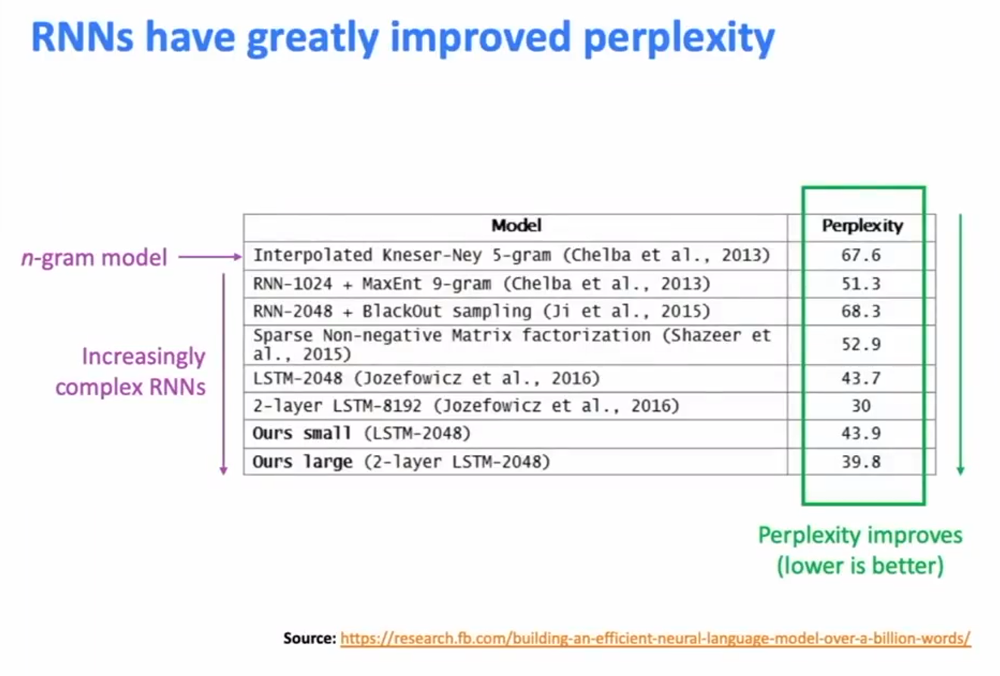 RNNs have greatly improved perplexity
Model Perplexity
n-gram model
Interpolated Kneser-Ney 5-gram (Chelba et al., 2013) 67.6
RNN-1024 + MaxEnt 9-gram (Chelba et al., 2013) 51.3
RNN-2048 + BlackOut sampling (Ji et al., 2015) 68.3
Sparse Non-negative Matrix factorization (Shazeer et
al., 2015) 52.9
Increasingly
complex RNNs
LSTM-2048 (Jozefowicz et al., 2016) 43.7
2-layer LSTM-8192 (Jozefowicz et al., 2016) 30
Ours small (LSTM-2048) 43.9
Ours large (2-layer LSTM-2048) 39.8
Perplexity improves
(lower is better)
Source: https://research.fb.com/building-an-efficient-neural-language-model-over-a-billion-words/